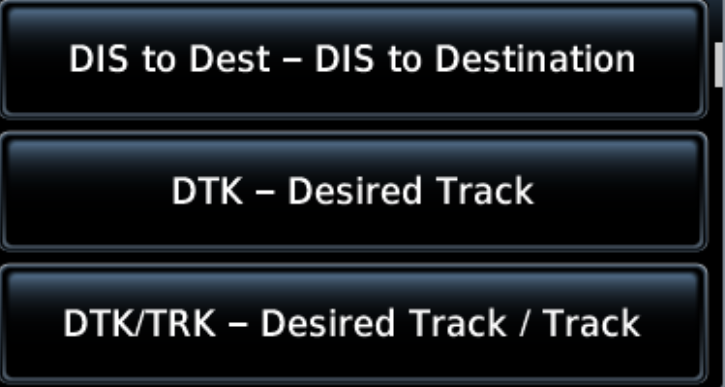 DIS to Dest – DIS to Destination
DTK – Desired Track
DTK/TRK – Desired Track / Track